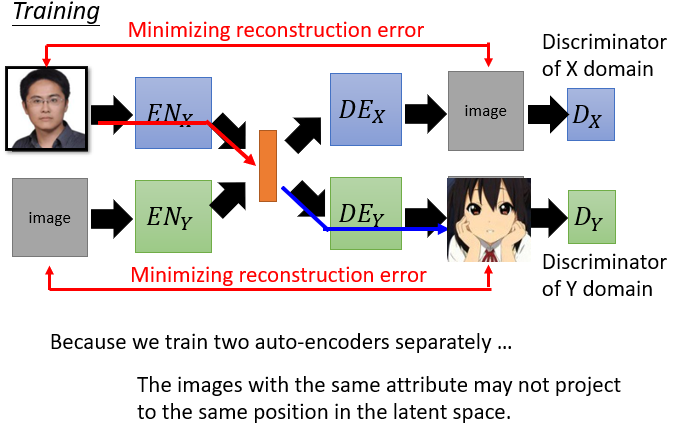 Training
Minimizing reconstruction error
Discriminator
of X domain
EN_X
DE_X
image
D_X
image
EN_Y
DE_Y
D_Y
Minimizing reconstruction error
Discriminator
of Y domain
Because we train two auto-encoders separately …
The images with the same attribute may not project
to the same position in the latent space.